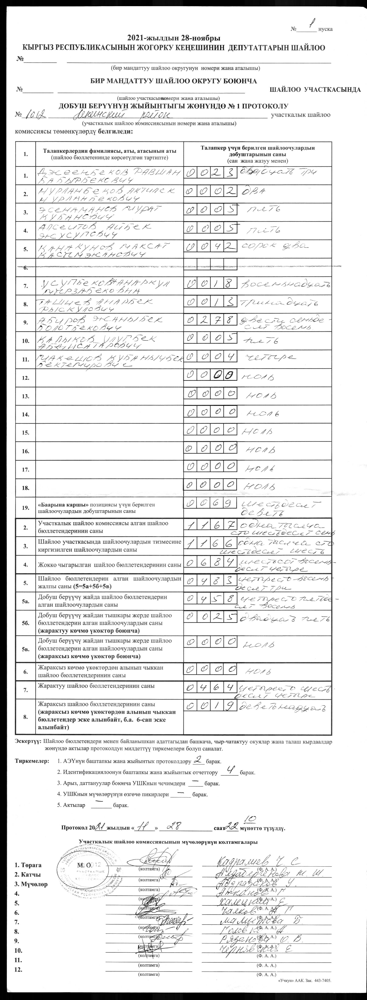 № 1 нуска
2021-жылдын 28-ноябры
КЫРГЫЗ РЕСПУБЛИКАСЫНЫН ЖОГОРКУ КЕҢЕШИНИН ДЕПУТАТТАРЫН ШАЙЛОО
№
(бир мандаттуу шайлоо округунун номери жана аталышы)
БИР МАНДАТТУУ ШАЙЛОО ОКРУГУ БОЮНЧА
№ ШАЙЛОО УЧАСТКАСЫНДА
(шайлоо участкасынын номери жана аталышы)
ДОБУШ БЕРҮҮНҮН ЖЫЙЫНТЫГЫ ЖӨНҮНДӨ № 1 ПРОТОКОЛУ
№ 1012 Ленинский район участкалык шайлоо
(участкалык шайлоо комиссиясынын номери жана аталышы)
комиссиясы төмөнкүлөрдү белгиледи:
1. Талапкерлердин фамилиясы, аты, атасынын аты
(шайлоо бюллетенинде көрсөтүлгөн тартипте)
Талапкер үчүн берилген шайлоочулардын
добуштарынын саны
(сан жана жазуу менен)
1. ДЖЕЕНБЕКОВ РАВШАН 0023 двадцать три
БАБЫРБЕКОВИЧ
2. НУРЛАНБЕКОВ АКТИЛЕК 0002 ДВА
НУРЛАНБЕКОВИЧ
3. ЭСЕНАМАНОВ МУРАТ 0005 пять
КУБАНОВИЧ
4. АПСЕИТОВ АЙБЕК 0005 пять
ЖУСУПОВИЧ
5. КАНАКУНОВ МАКСАТ 0042 сорок два
КАСЫМЖАНОВИЧ
6.
7. УСУПБЕКОВА АНАРКУЛ 0018 восемьнадцать
МЫРЗАБЕКОВНА
8. ТАШИЕВ АНАРБЕК 0013 тринадцать
РЫСКУЛОВИЧ
9. АБИРОВ ЖАНЫБЕК 0278 двести семьде-
БОЛОТБЕКОВИЧ сят восемь
10. КАЛЫКОВ УЛУГБЕК 0005 пять
АБДИСАТАРОВИЧ
11. МАКЕШОВ КУБАНЫЧБЕК 0004 четыре
БЕКТЕМИРОВИЧ
12. 0000 ноль
13. 0000 ноль
14. 0000 ноль
15. 0000 ноль
16. 0000 ноль
17. 0000 ноль
18. 0000 ноль
19. «Баарына каршы» позициясы үчүн берилген 0069 шестьдесят
шайлоочулардын добуштарынын саны девять
2. Участкалык шайлоо комиссиясы алган шайлоо 1167 одна тысяча
бюллетендеринин саны сто шестьдесят семь
3. Шайлоо участкасында шайлоочулардын тизмесине 1166 одна тысяча сто
киргизилген шайлоочулардын саны шестьдесят шесть
4. Жокко чыгарылган шайлоо бюллетендеринин саны 0684 шестьсот восемь-
десят четыре
5. Шайлоо бюллетендерин алган шайлоочулардын 0483 четыресто восемь-
жалпы саны (5=5а+5б+5в) десят три
5а. Добуш берүүчү жайда шайлоо бюллетендерин 0458 четыресто пятьде-
алган шайлоочулардын саны сят восемь
5б. Добуш берүүчү жайдан тышкары жерде шайлоо 0025 двадцать пять
бюллетендерин алган шайлоочулардын саны
(жарактуу көчмө үкөктөр боюнча)
5в. Добуш берүүчү жайдан тышкары жерде шайлоо 0000 ноль
бюллетендерин алган шайлоочулардын саны
(жараксыз көчмө үкөктөр боюнча)
6. Жараксыз көчмө үкөктөрдөн алынып чыккан 0000 ноль
шайлоо бюллетендеринин саны
7. Жарактуу шайлоо бюллетендеринин саны 0464 четыресто шесть-
десят четыре
8. Жараксыз шайлоо бюллетендеринин саны 0019 деветьнадцать
(жараксыз көчмө үкөктөрдөн алынып чыккан
бюллетендер эске алынбайт, б.а. 6-сап эске
алынбайт)
Эскертүү: Шайлоо бюллетендери менен байланышкан адаттагыдан башкача, чыр-чатактуу окуялар жана талаш кырдаалдар
жөнүндө актылар протоколдун милдеттүү тиркемелери болуп саналат.
Тиркемелер: 1. АЭҮнүн баштапкы жана жыйынтык протоколдору 2 барак.
2. Идентификациялоонун баштапкы жана жыйынтык отчеттору 4 барак.
3. Арыз, даттануулар боюнча УШКнын чечимдери — барак.
4. УШКнын мүчөлөрүнүн өзгөчө пикирлери — барак.
5. Актылар — барак.
Протокол 2021 жылдын «11» 28 саат 22 10 мүнөттө түзүлдү.
Участкалык шайлоо комиссиясынын мүчөлөрүнүн колтамгалары
М. О.
1. Төрага (колтамга) Кадралиев Ч. С (Ф. А. А.)
2. Катчы (колтамга) Ж. Ш. (Ф. А. А.)
3. Мүчөлөр (колтамга) Абдразаков У. (Ф. А. А.)
4. (колтамга) Г (Ф. А. А.)
5. (колтамга) Халецкий Е (Ф. А. А.)
6. (колтамга) Чалков А Г (Ф. А. А.)
7. (колтамга) Мамытова Б. (Ф. А. А.)
8. (колтамга) Головко А (Ф. А. А.)
9. (колтамга) Рязанова О. В. (Ф. А. А.)
10. (колтамга) Чернявская Е (Ф. А. А.)
11. (колтамга) (Ф. А. А.)
12. (колтамга) (Ф. А. А.)
«Учкун» ААК. Зак. 443-7405.